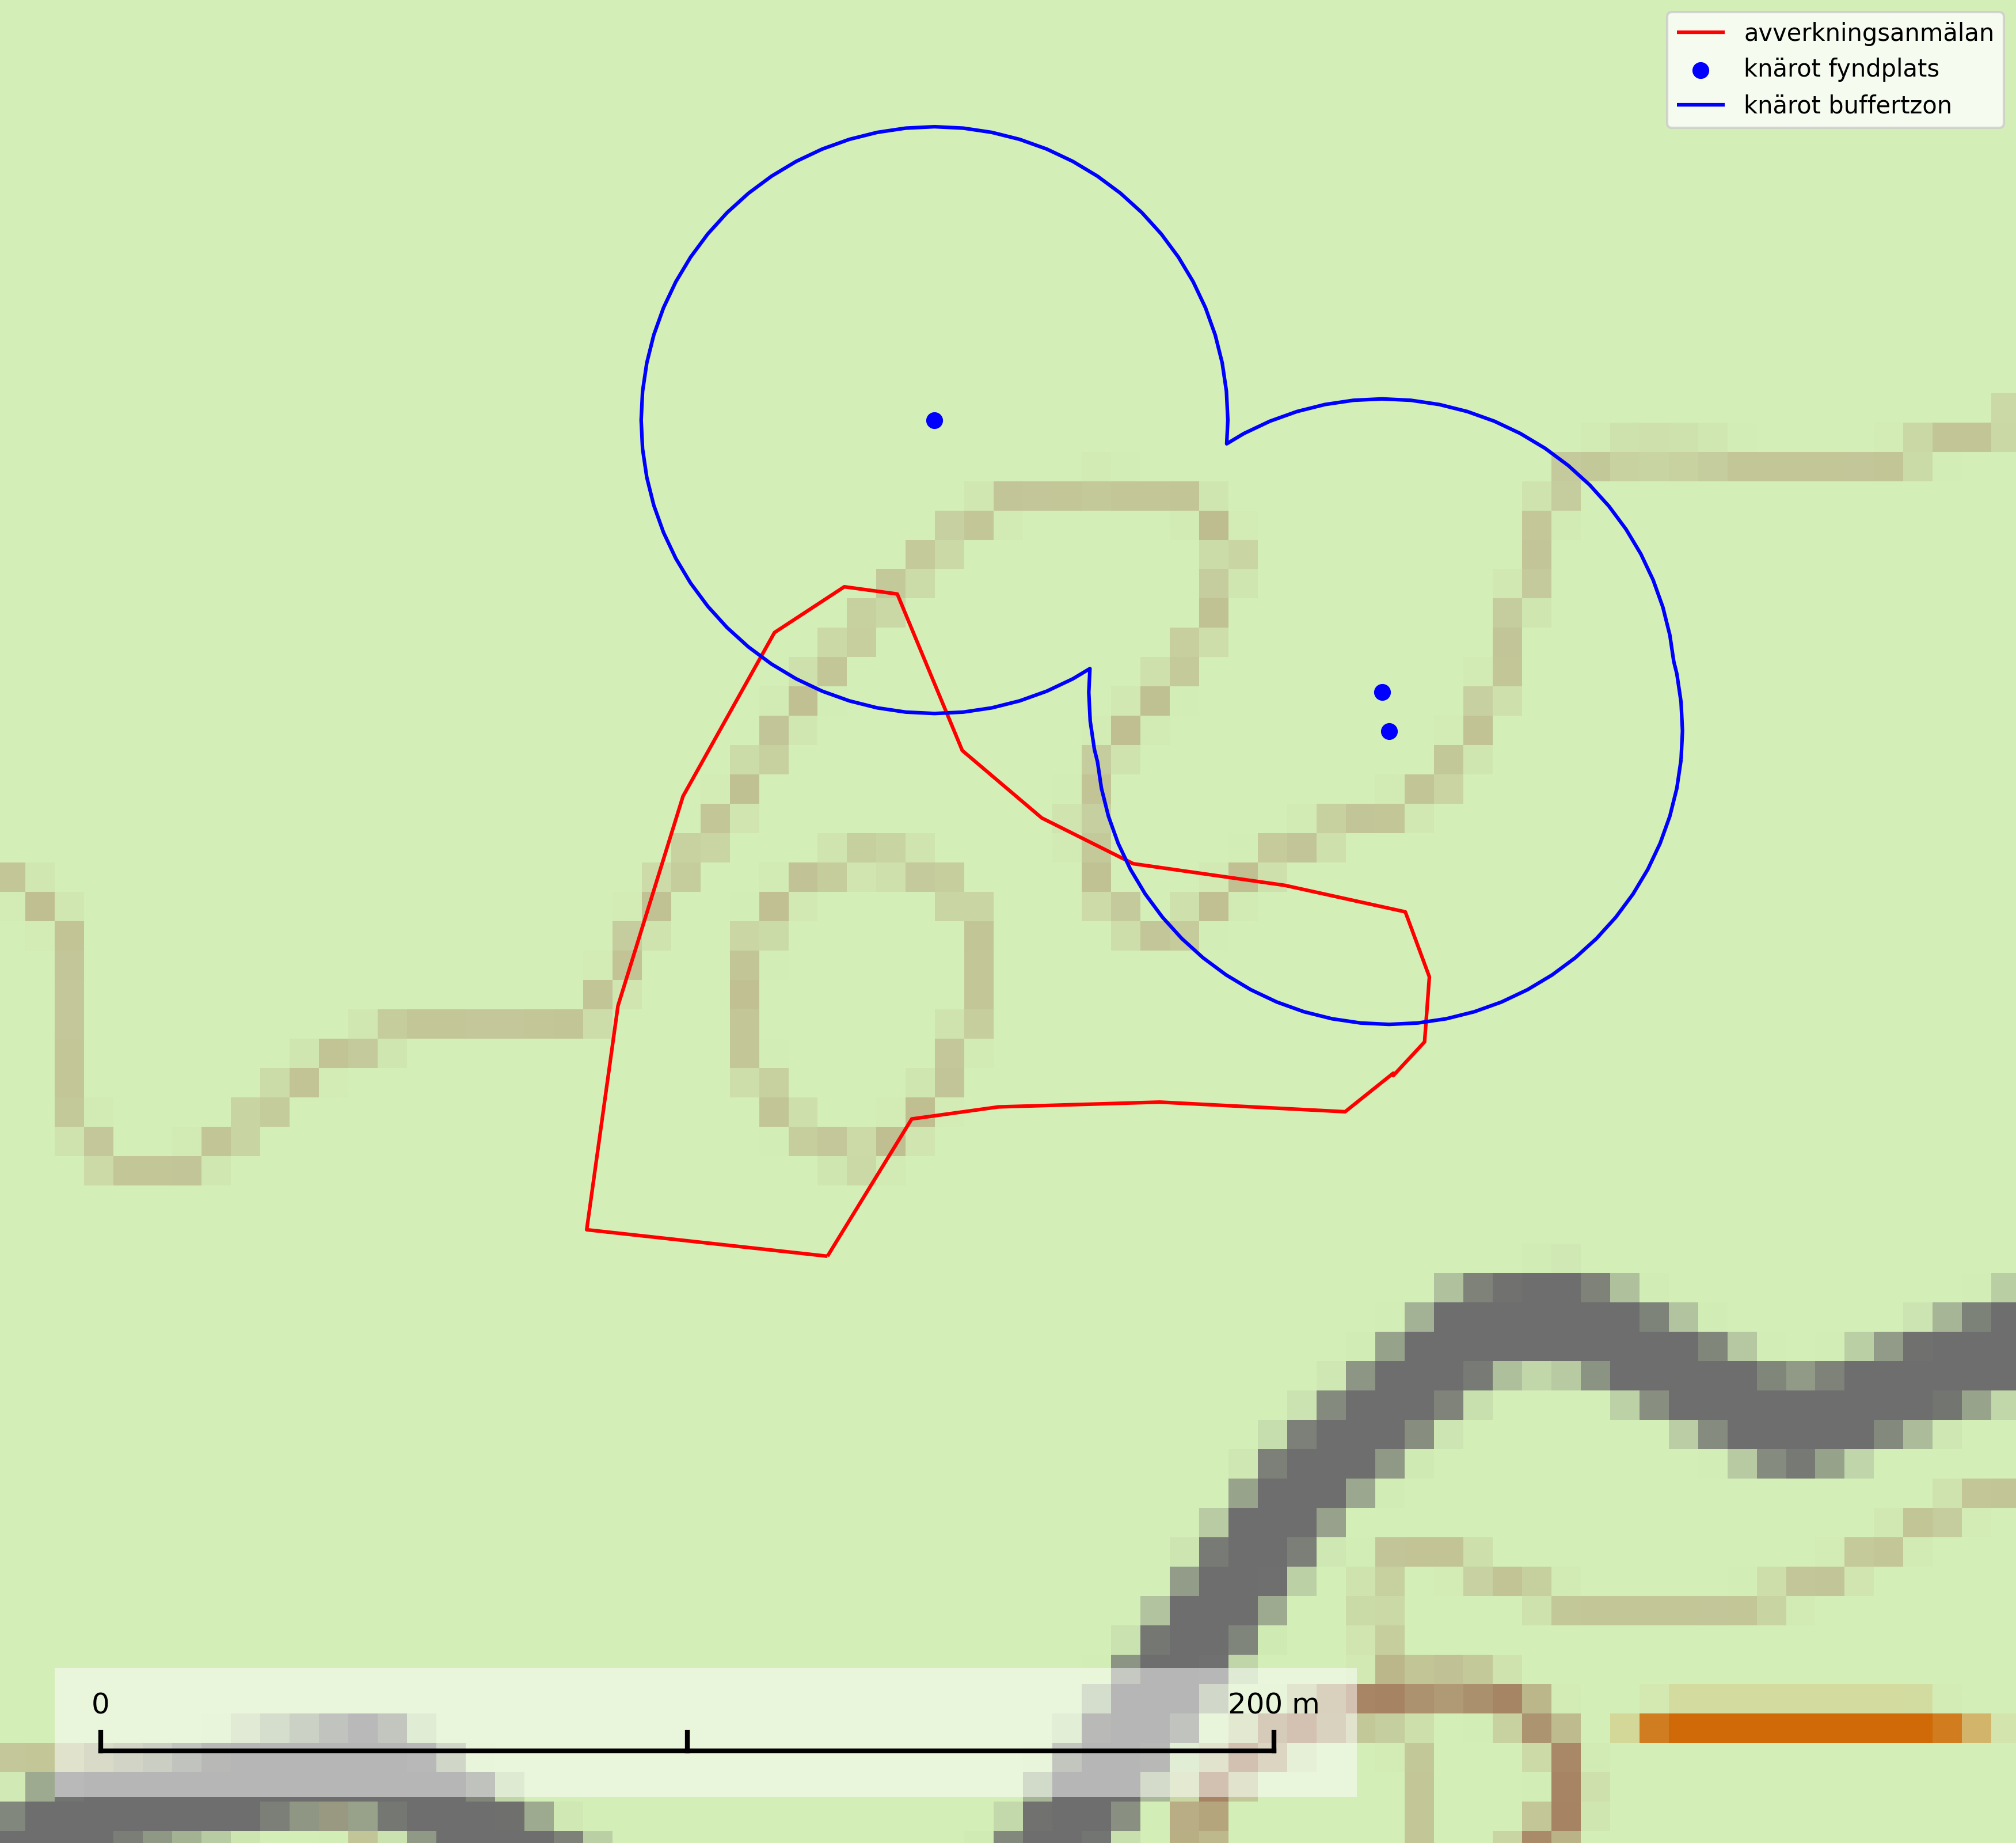 avverkningsanmälan
knärot fyndplats
knärot buffertzon
0 200 m